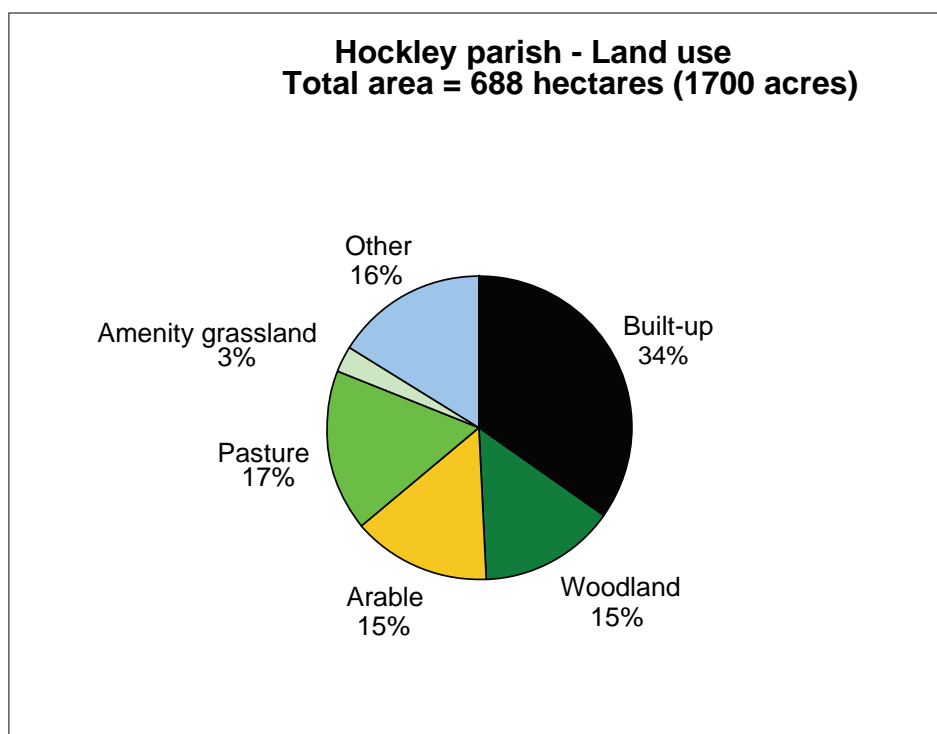 Hockley parish - Land use
Total area = 688 hectares (1700 acres)
Other
16%
Built-up
34%
Amenity grassland
3%
Pasture
17%
Woodland
15%
Arable
15%